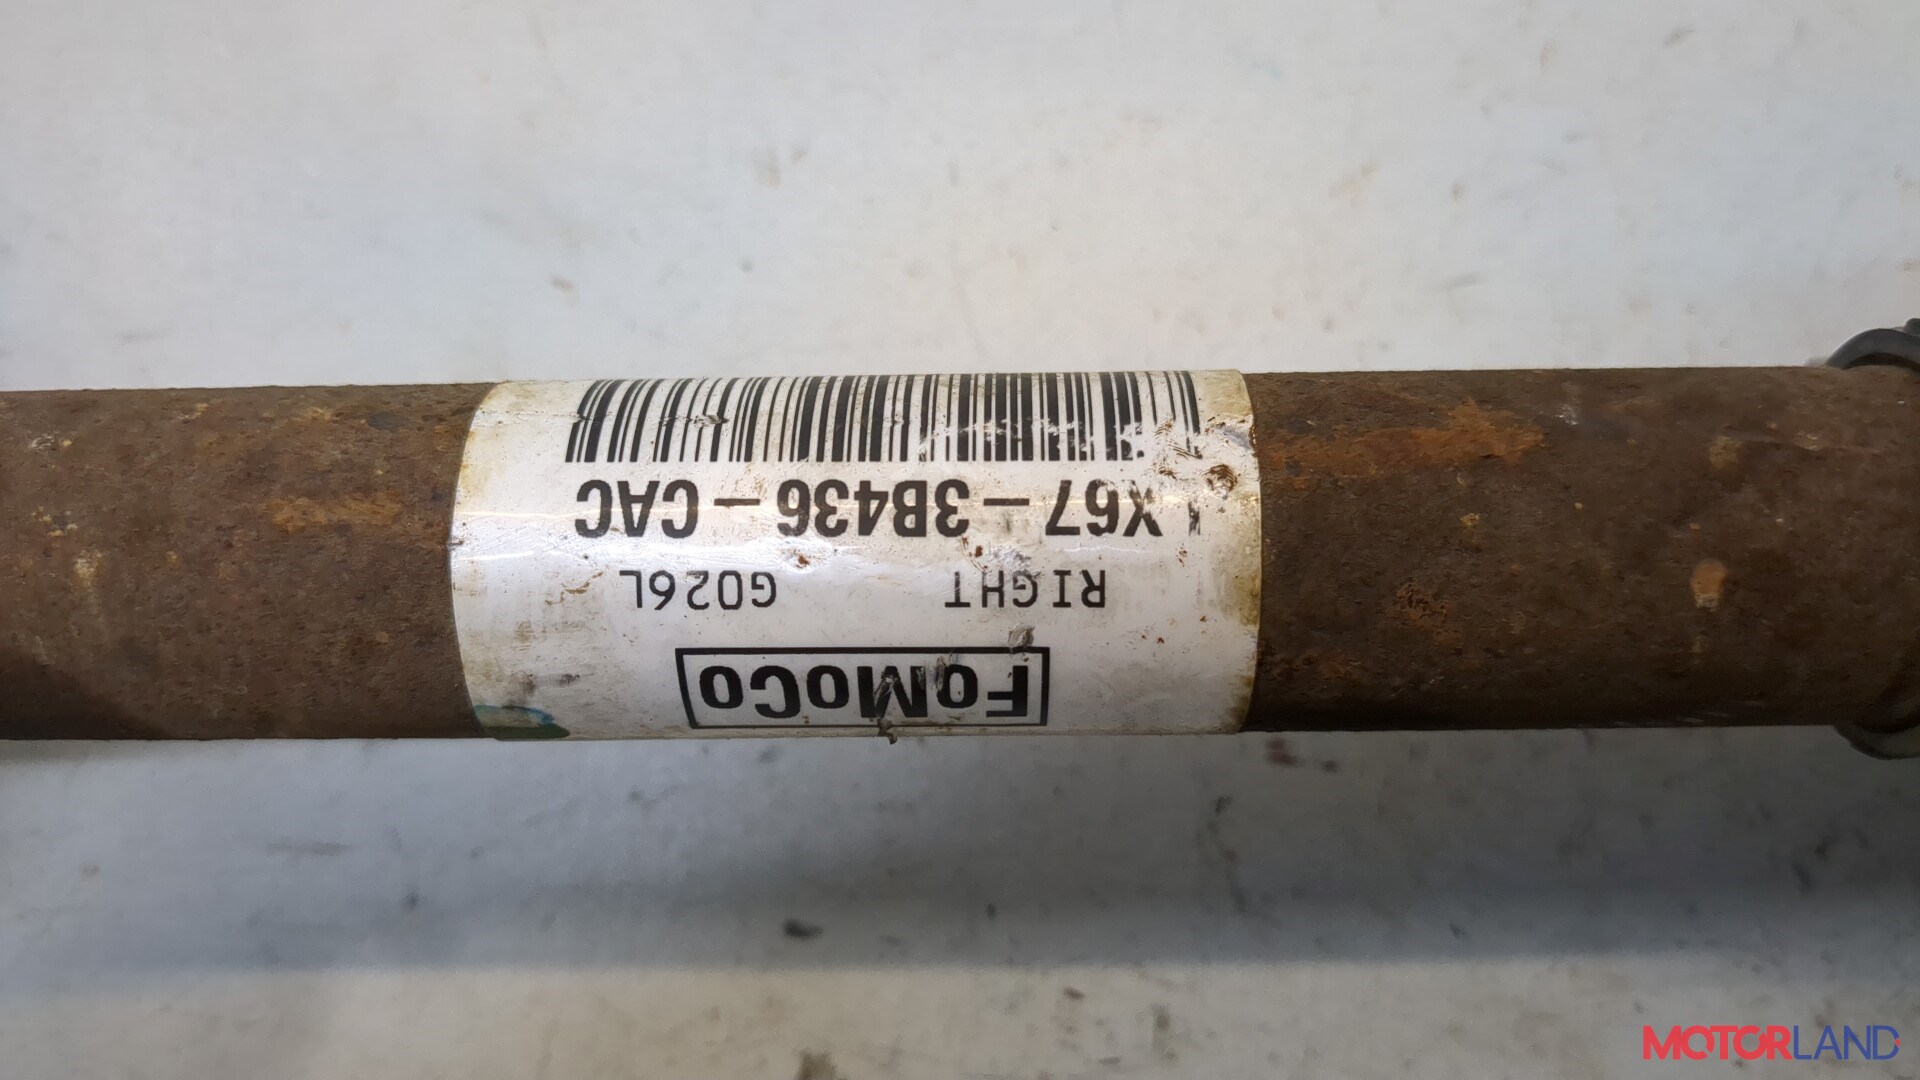 FoMoCo
RIGHT G026L
X67-3B436-CAC
MOTORLAND